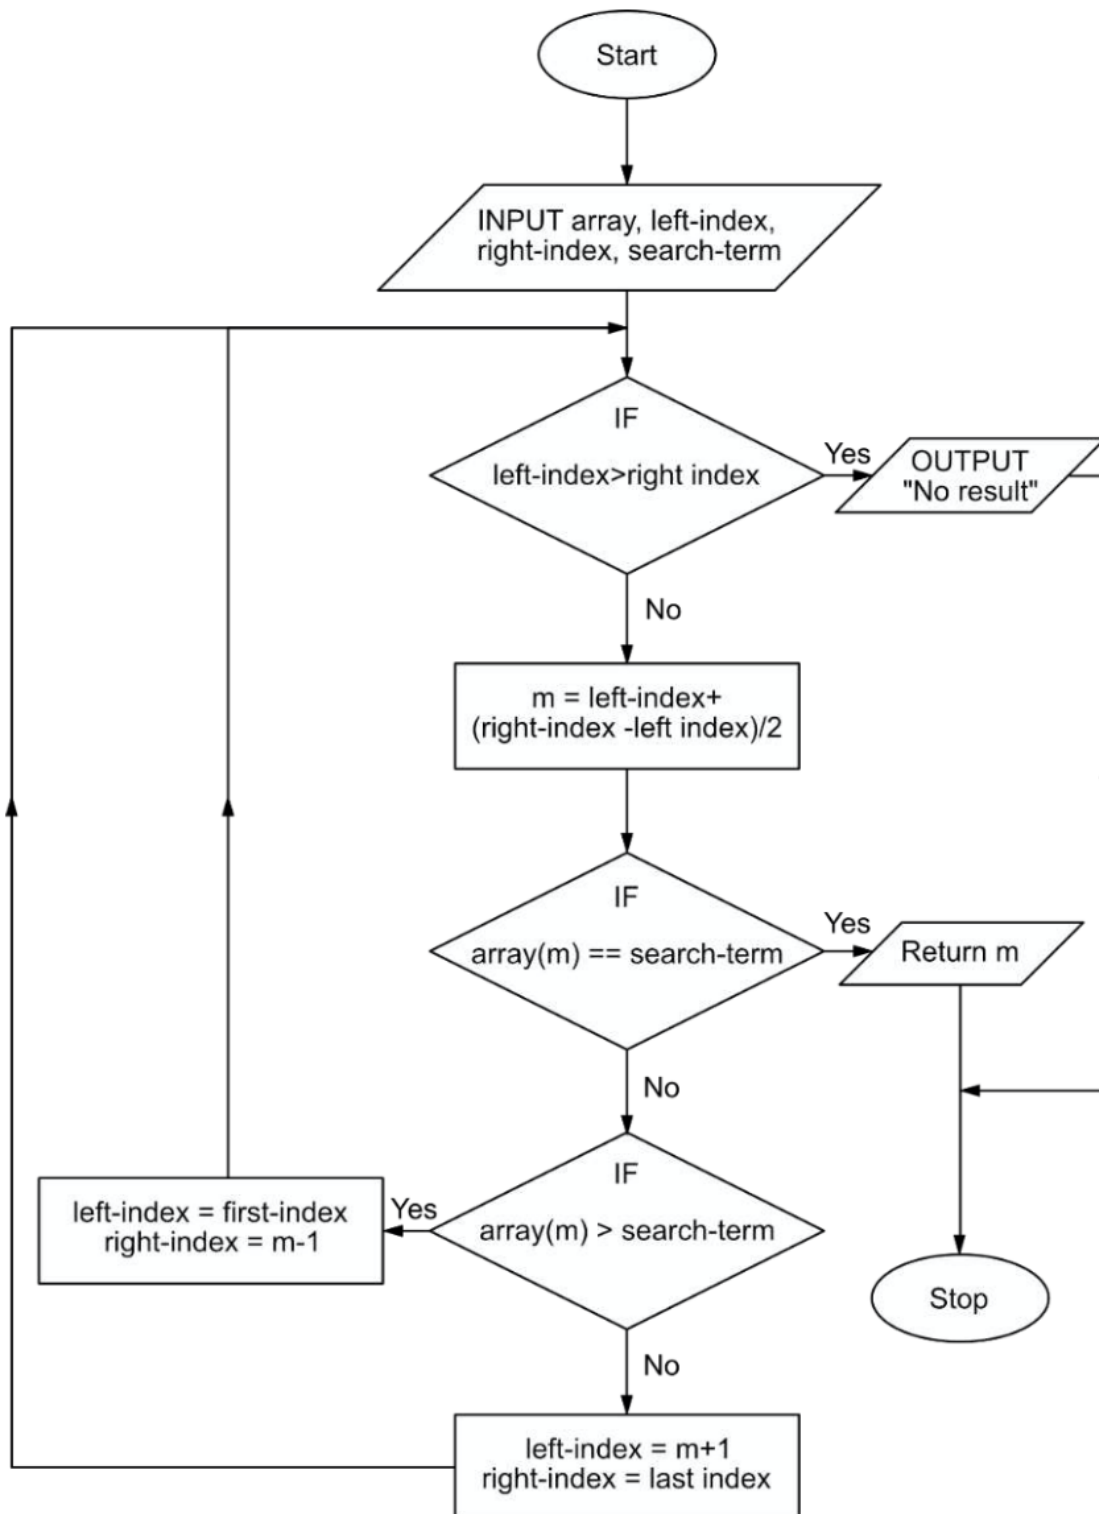 Start
INPUT array, left-index,
right-index, search-term
IF
left-index>right index
Yes
OUTPUT
"No result"
No
m = left-index+
(right-index -left index)/2
IF
array(m) == search-term
Yes
Return m
No
IF
array(m) > search-term
Yes
left-index = first-index
right-index = m-1
Stop
No
left-index = m+1
right-index = last index